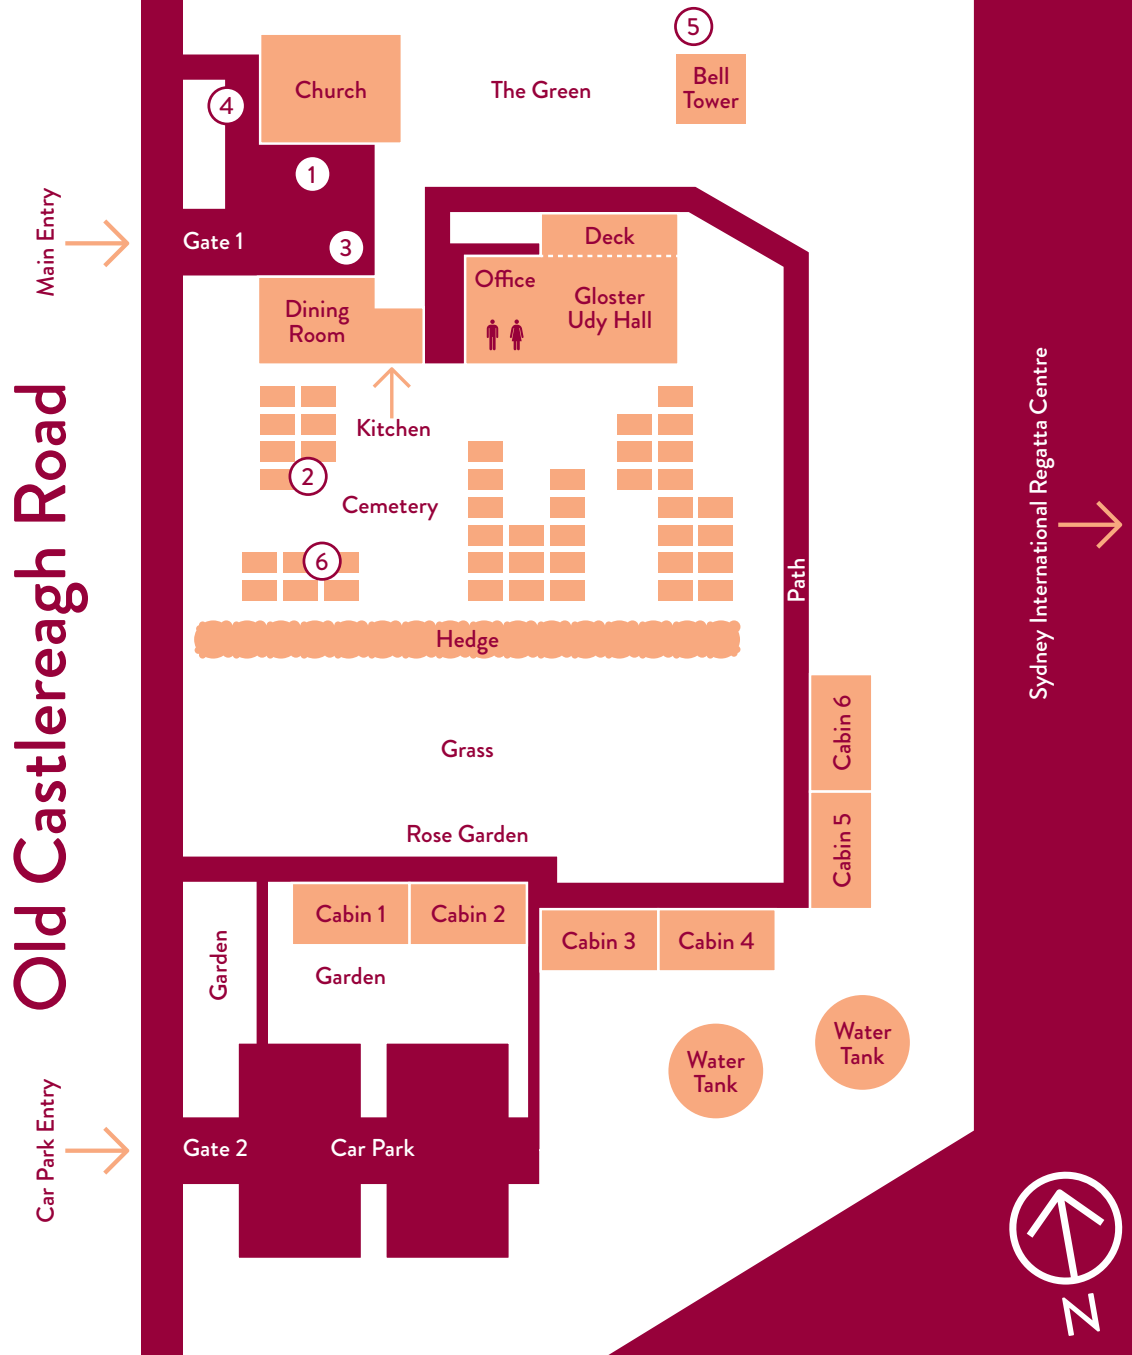 5
Church
The Green
Bell
Tower
4
1
Main Entry
Gate 1
3
Deck
Office
Gloster
Udy Hall
Dining
Room
Kitchen
2
Cemetery
6
Old Castlereagh Road
Path
Sydney International Regatta Centre
Hedge
Cabin 6
Grass
Rose Garden
Cabin 5
Cabin 1
Cabin 2
Cabin 3
Cabin 4
Garden
Garden
Water
Tank
Water
Tank
Car Park Entry
Gate 2
Car Park
N